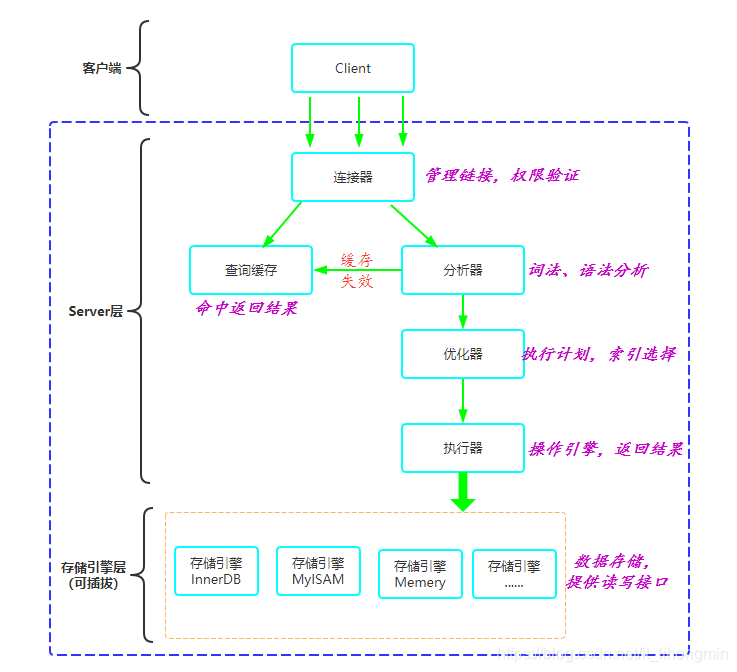 客户端
Client
连接器
管理链接，权限验证
查询缓存
缓存
失效
分析器
词法、语法分析
命中返回结果
Server层
优化器
执行计划，索引选择
执行器
操作引擎，返回结果
存储引擎层
(可插拔)
存储引擎
InnerDB
存储引擎
MyISAM
存储引擎
Memery
存储引擎
......
数据存储，
提供读写接口